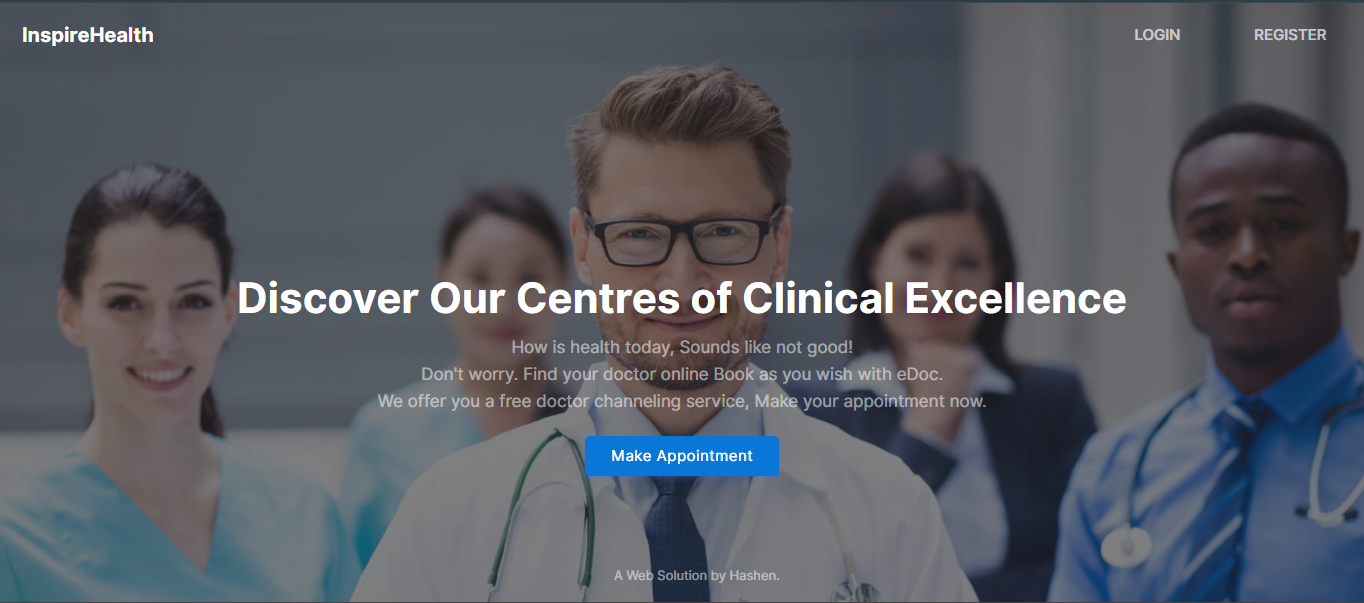 InspireHealth
LOGIN
REGISTER
Discover Our Centres of Clinical Excellence
How is health today, Sounds like not good!
Don't worry. Find your doctor online Book as you wish with eDoc.
We offer you a free doctor channeling service, Make your appointment now.
Make Appointment
A Web Solution by Hashen.